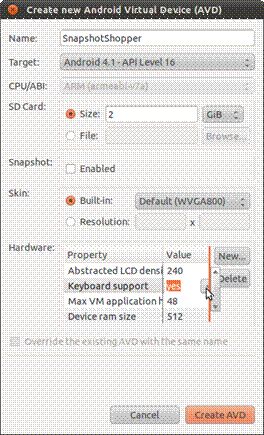 Create new Android Virtual Device (AVD)
Name: SnapshotShopper
Target: Android 4.1 - API Level 16
CPU/ABI: ARM (armeabi-v7a)
SD Card:
Size: 2 GiB
File: Browse...
Snapshot: Enabled
Skin:
Built-in: Default (WVGA800)
Resolution: x
Hardware:
Property Value New...
Abstracted LCD densi 240
Keyboard support yes Delete
Max VM application h 48
Device ram size 512
Override the existing AVD with the same name
Cancel Create AVD